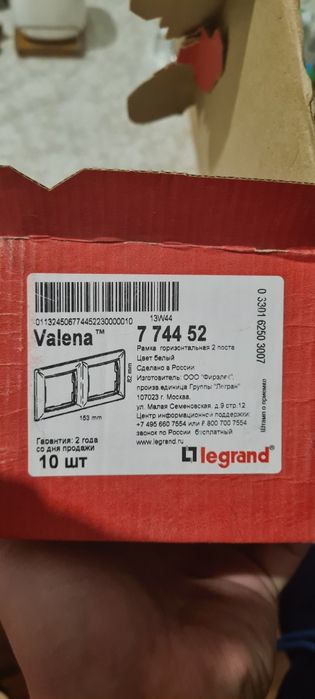 13W44
01132450677445223000001​0
Valena™
7 744 52
Рамка горизонтальная 2 поста
Цвет белый
Сделано в России
Изготовитель: ООО "Фирэлек",
произв.единица Группы "Легран"
107023 г. Москва,
ул. Малая Семеновская, д.9 стр.12
Центр информационной поддержки:
+7 495 660 7554 или 8 800 700 7554
звонок по России бесплатный
www.legrand.ru
82 mm
153 mm
Гарантия: 2 года
со дня продажи
10 шт
legrand®
0 3301 6250 3007
Штамп о приемке